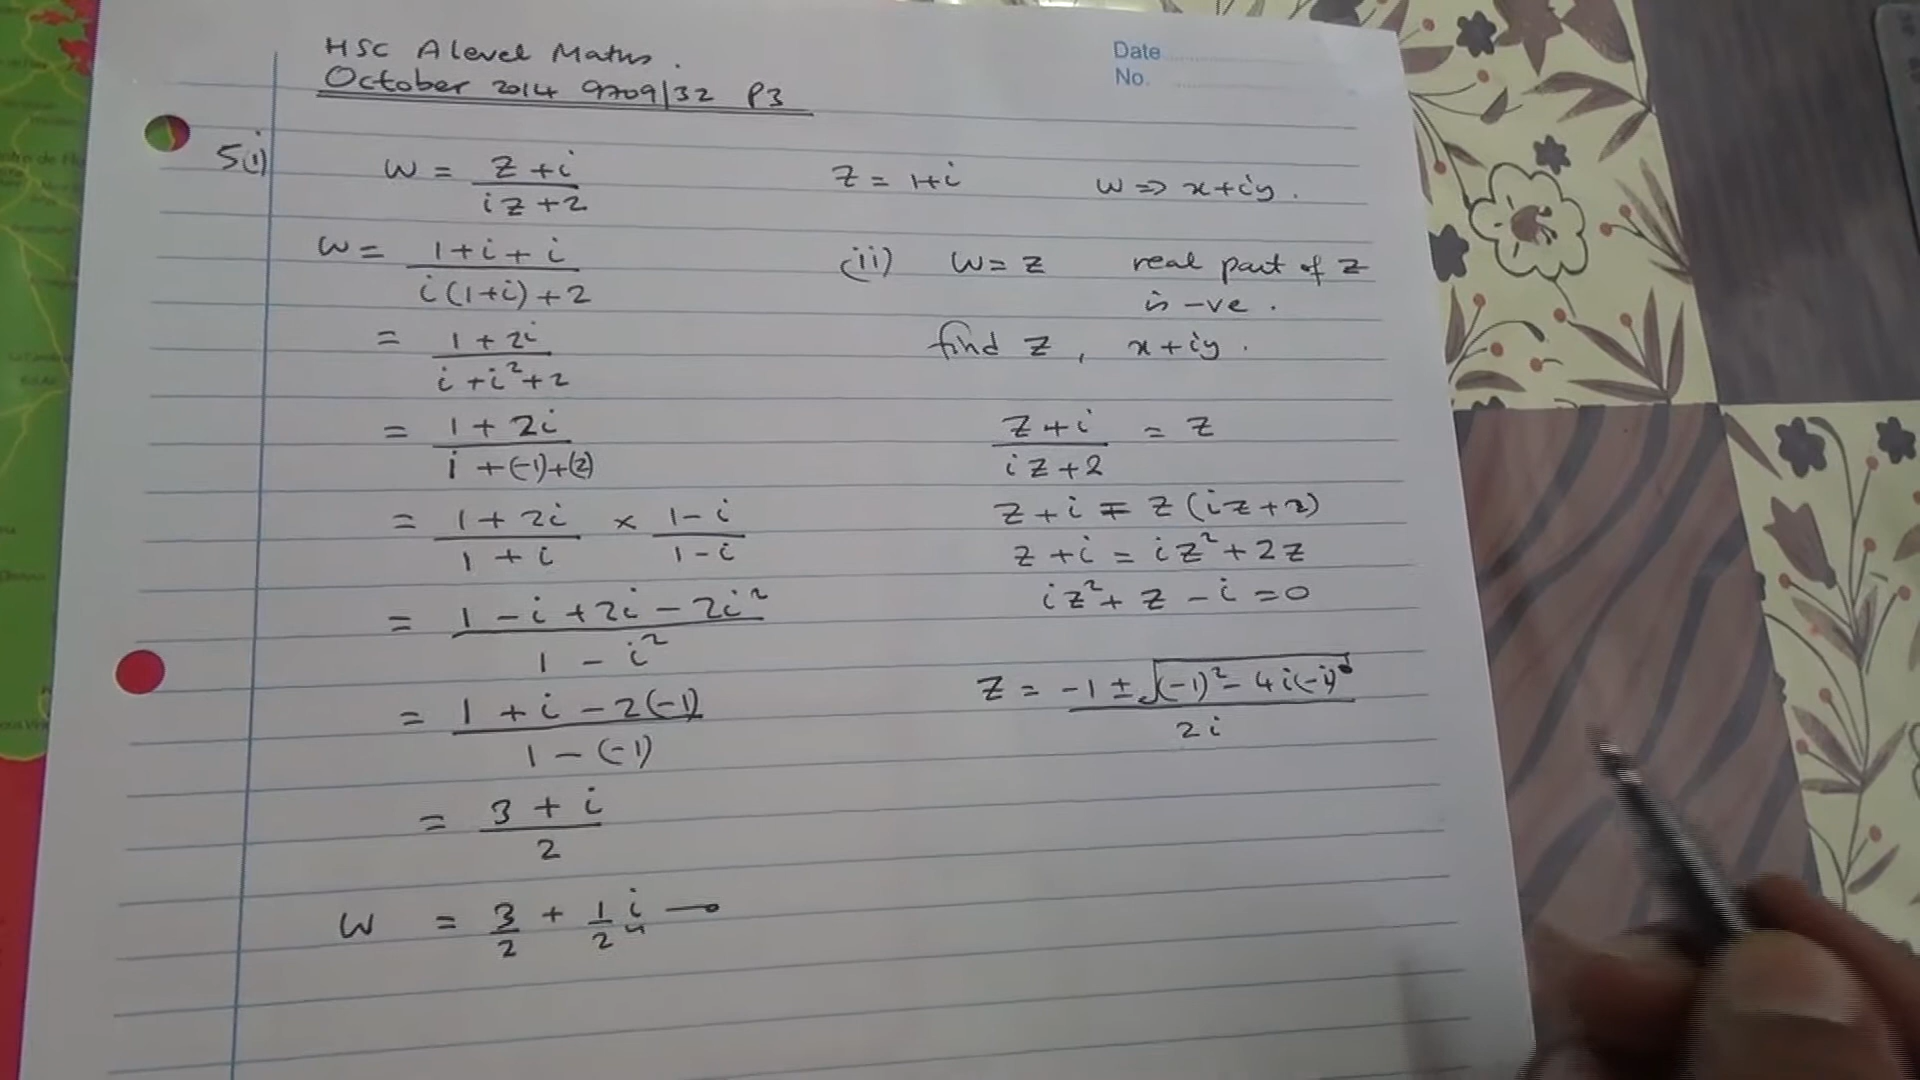 HSC A level Maths.
October 2014 9709/32 P3
Date
No.
5(i) w = (z+i)/(iz+2)
z = 1+i w => x+iy.
w = (1+i+i)/(i(1+i)+2)
= (1+2i)/(i+i²+2)
= (1+2i)/(i+(-1)+(2))
= (1+2i)/(1+i) × (1-i)/(1-i)
= (1-i+2i-2i²)/(1-i²)
= (1+i-2(-1))/(1-(-1))
= (3+i)/2
w = 3/2 + 1/2 i
(ii) w = z real part of z
is -ve.
find z, x+iy.
(z+i)/(iz+2) = z
z+i = z(iz+2)
z+i = iz²+2z
iz²+z-i=0
z = (-1±√((-1)²-4i(-i)))/(2i)